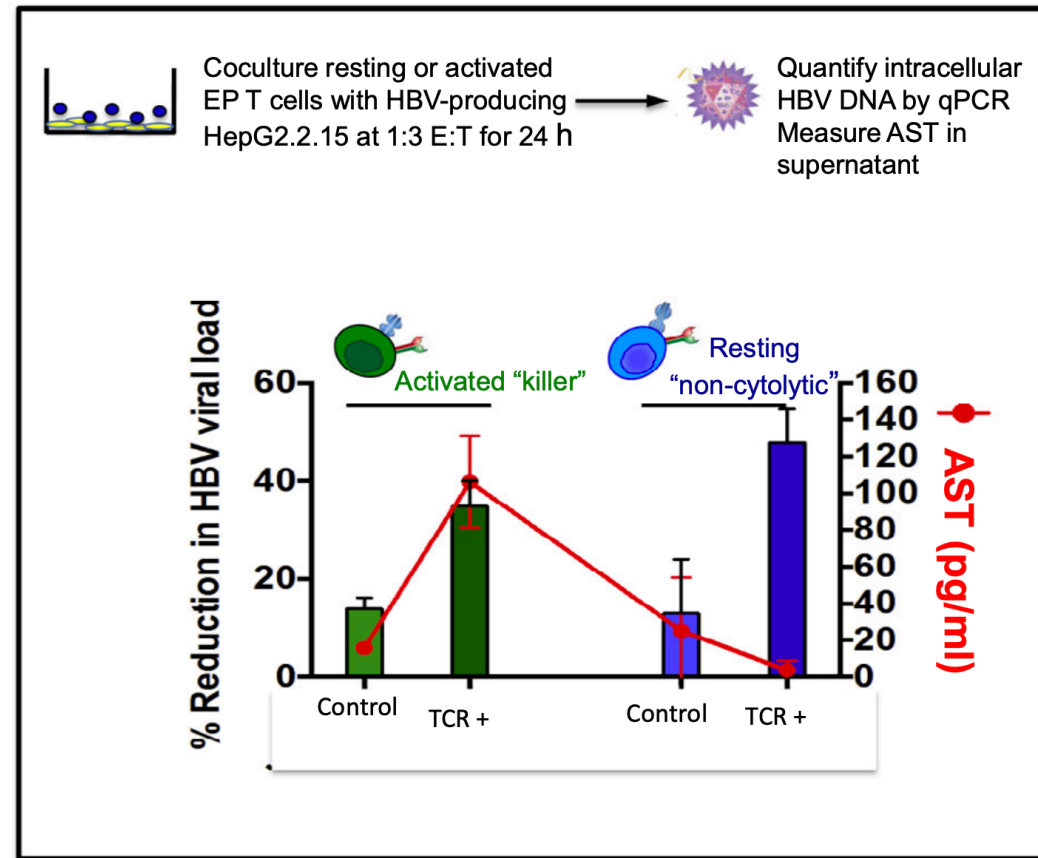 Coculture resting or activated
EP T cells with HBV-producing
HepG2.2.15 at 1:3 E:T for 24 h
Quantify intracellular
HBV DNA by qPCR
Measure AST in
supernatant
% Reduction in HBV viral load
60
40
20
0
Activated “killer”
Resting
“non-cytolytic”
160
140
120
100
80
60
40
20
0
AST (pg/ml)
Control
TCR +
Control
TCR +